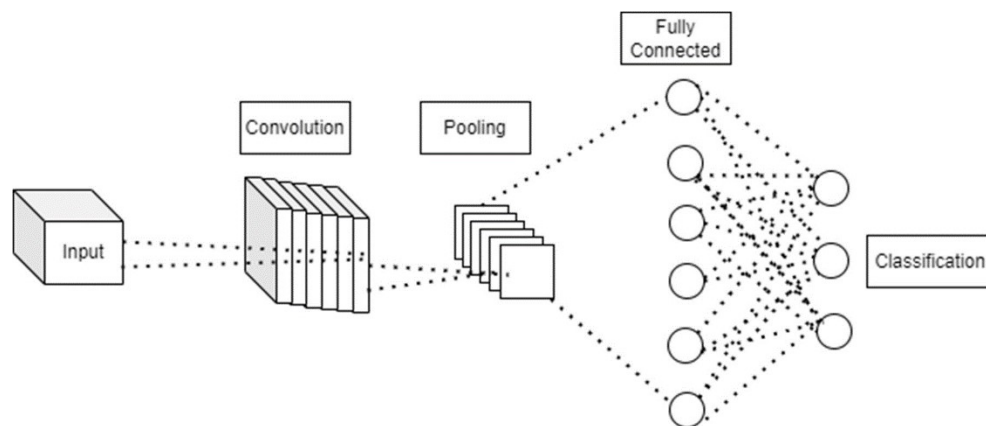 Fully
Connected
Convolution
Pooling
Input
Classification